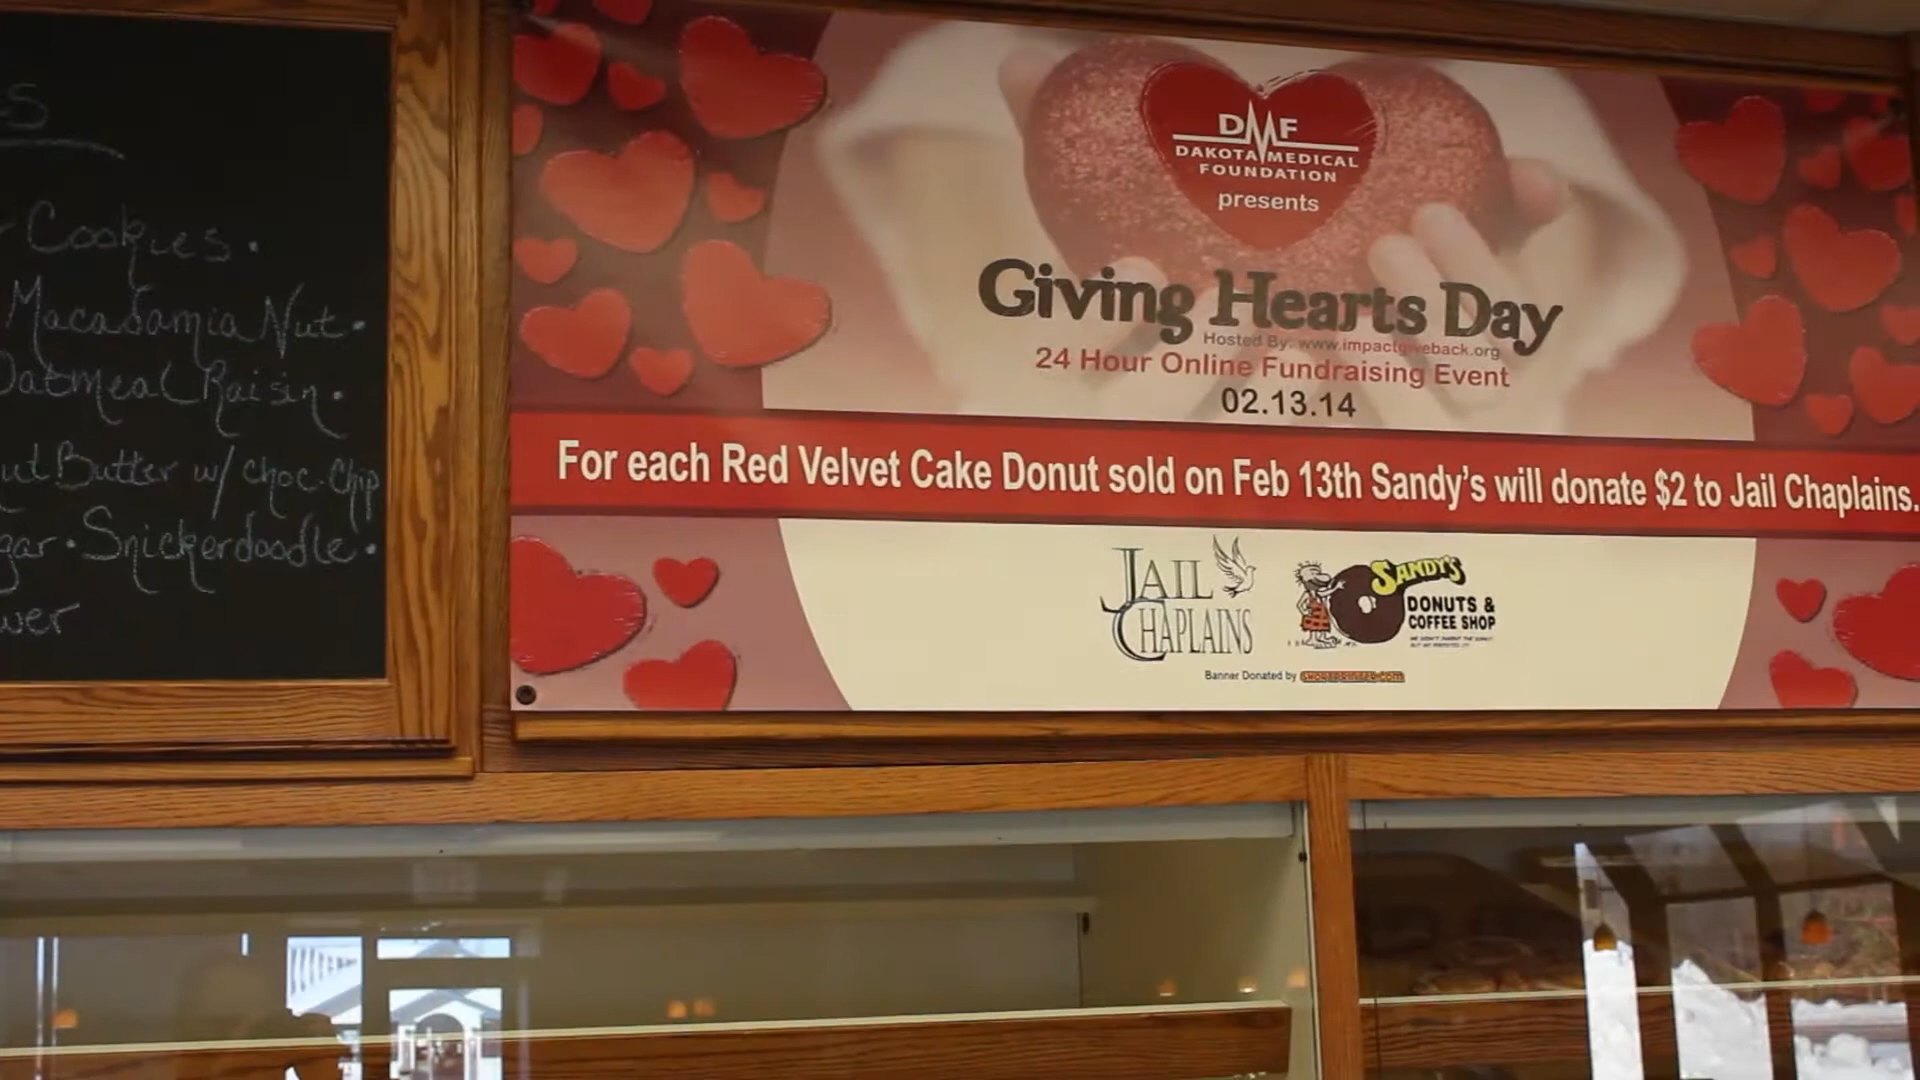 S
Cookies.
Macadamia Nut.
Oatmeal Raisin.
ut Butter w/ choc. Chip
gar . Snickerdoodle .
wer
DMF
DAKOTA MEDICAL
FOUNDATION
presents
Giving Hearts Day
Hosted By: www.impactgiveback.org
24 Hour Online Fundraising Event
02.13.14
For each Red Velvet Cake Donut sold on Feb 13th Sandy's will donate $2 to Jail Chaplains.
JAIL
CHAPLAINS
SANDY'S
DONUTS &
COFFEE SHOP
Banner Donated by